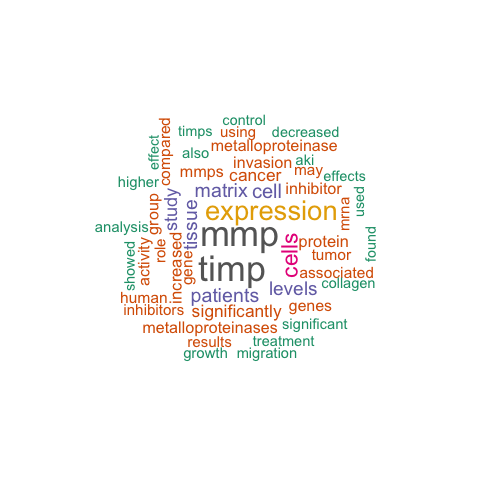 control
timps using decreased
metalloproteinase
also
invasion aki
mmps cancer may
effect
compared
higher
effects
matrix cell inhibitor
used
mrna
study
group
tissue
expression
analysis
mmp
found
role
gene
cells
protein
tumor
activity
showed
increased
timp
associated
collagen
patients levels
human
inhibitors significantly genes
metalloproteinases significant
results treatment
growth migration